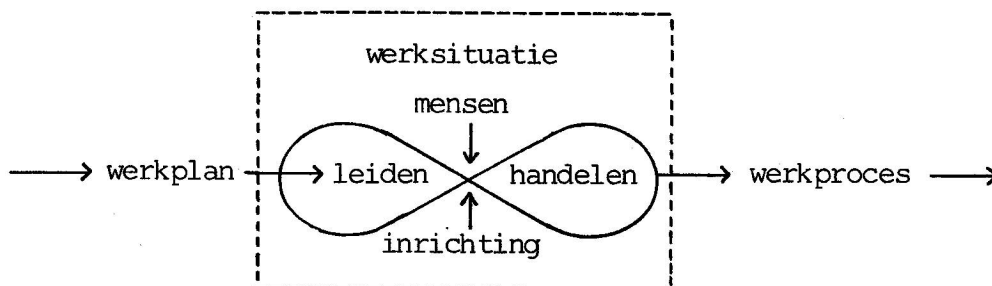 werksituatie
mensen
werkplan leiden handelen werkproces
inrichting